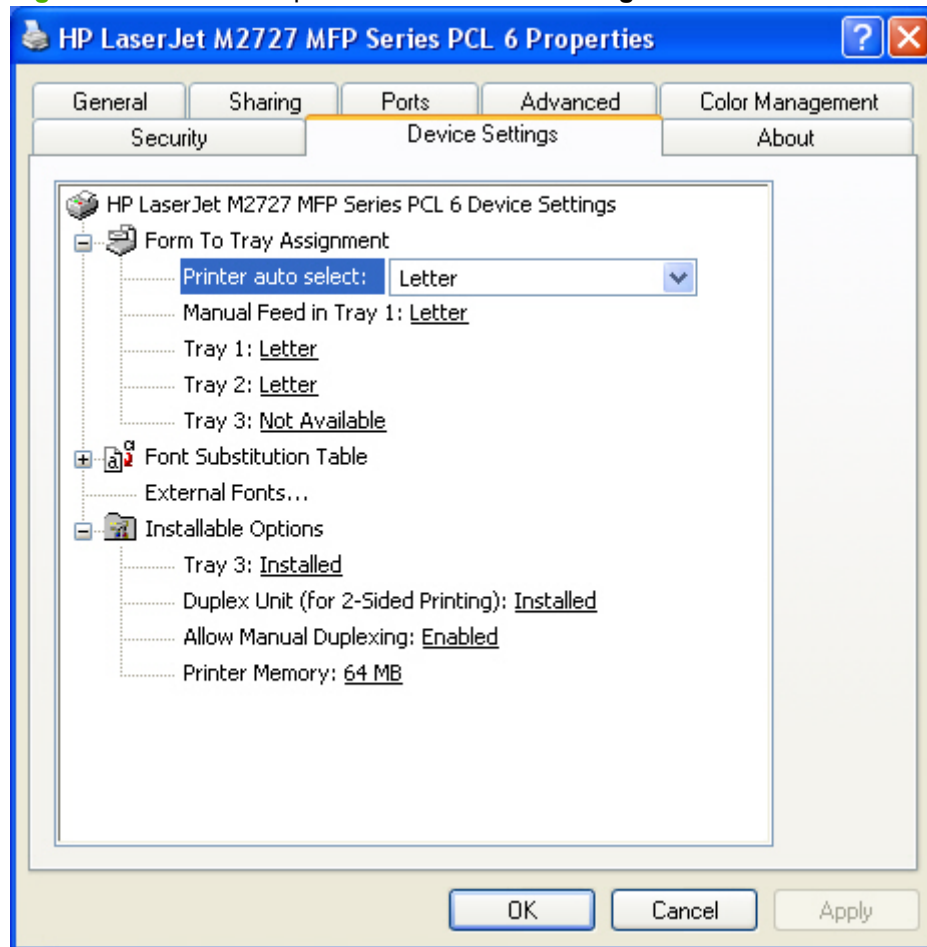 HP LaserJet M2727 MFP Series PCL 6 Properties
General Sharing Ports Advanced Color Management
Security Device Settings About
HP LaserJet M2727 MFP Series PCL 6 Device Settings
Form To Tray Assignment
Printer auto select: Letter
Manual Feed in Tray 1: Letter
Tray 1: Letter
Tray 2: Letter
Tray 3: Not Available
Font Substitution Table
External Fonts...
Installable Options
Tray 3: Installed
Duplex Unit (for 2-Sided Printing): Installed
Allow Manual Duplexing: Enabled
Printer Memory: 64 MB
OK Cancel Apply